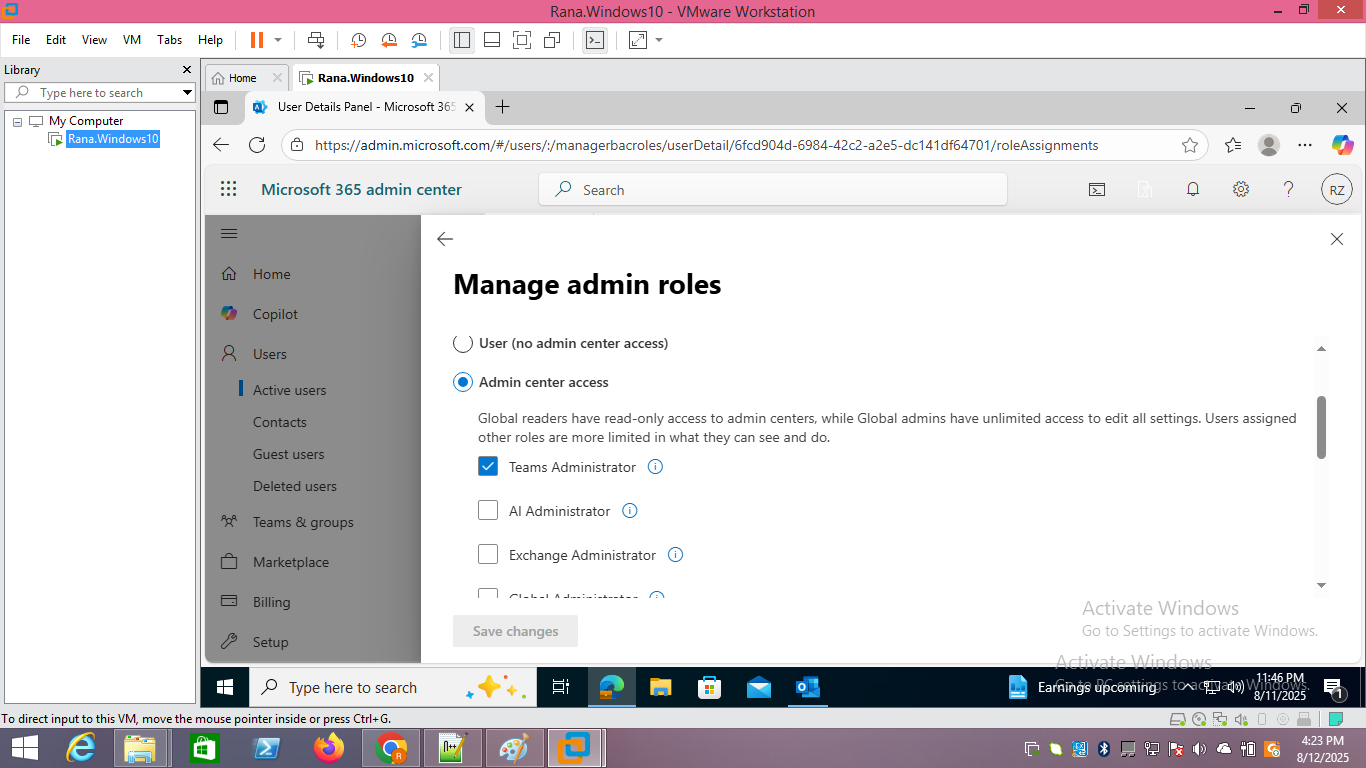 Rana.Windows10 - VMware Workstation
File Edit View VM Tabs Help
Library
Type here to search
My Computer
Rana.Windows10
Home
Rana.Windows10
User Details Panel - Microsoft 365
https://admin.microsoft.com/#/users/:/managerbacroles/userDetail/6fcd904d-6984-42c2-a2e5-dc141df64701/roleAssignments
Microsoft 365 admin center
Search
RZ
Home
Copilot
Users
Active users
Contacts
Guest users
Deleted users
Teams & groups
Marketplace
Billing
Setup
Manage admin roles
User (no admin center access)
Admin center access
Global readers have read-only access to admin centers, while Global admins have unlimited access to edit all settings. Users assigned
other roles are more limited in what they can see and do.
Teams Administrator
AI Administrator
Exchange Administrator
Global Administrator
Save changes
Activate Windows
Go to Settings to activate Windows.
Activate Windows
Go to PC settings to activate Windows.
Type here to search
Earnings upcoming
11:46 PM
8/11/2025
1
To direct input to this VM, move the mouse pointer inside or press Ctrl+G.
4:23 PM
8/12/2025